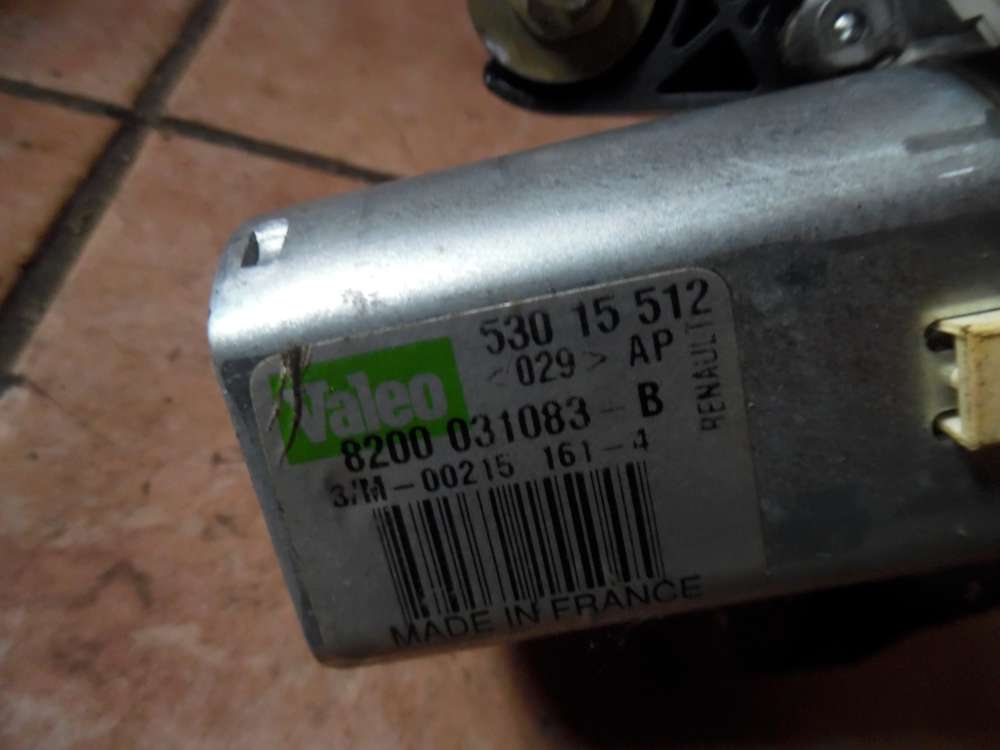 Valeo
530 15 512
<029> AP
RENAULT
8200 031083 - B
3/M-00215 161-4
MADE IN FRANCE